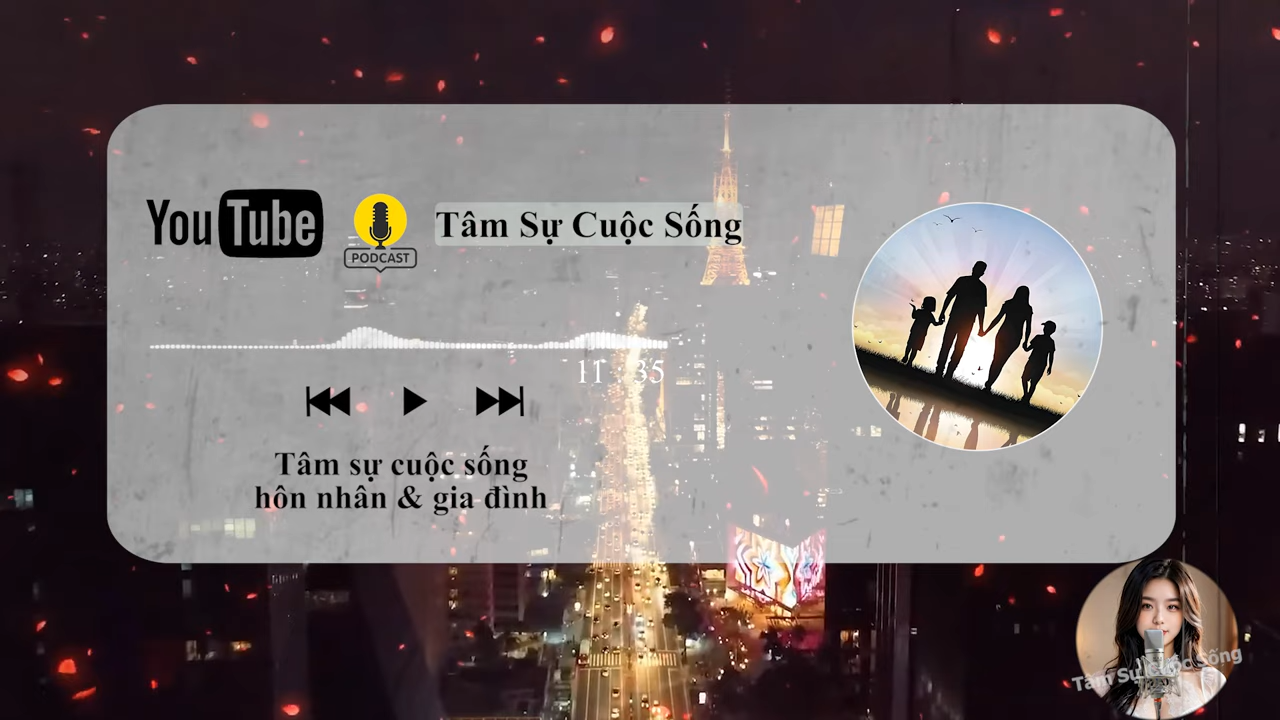 YouTube
PODCAST
Tâm Sự Cuộc Sống
11 35
Tâm sự cuộc sống
hôn nhân & gia đình
Tâm Sự Cuộc Sống